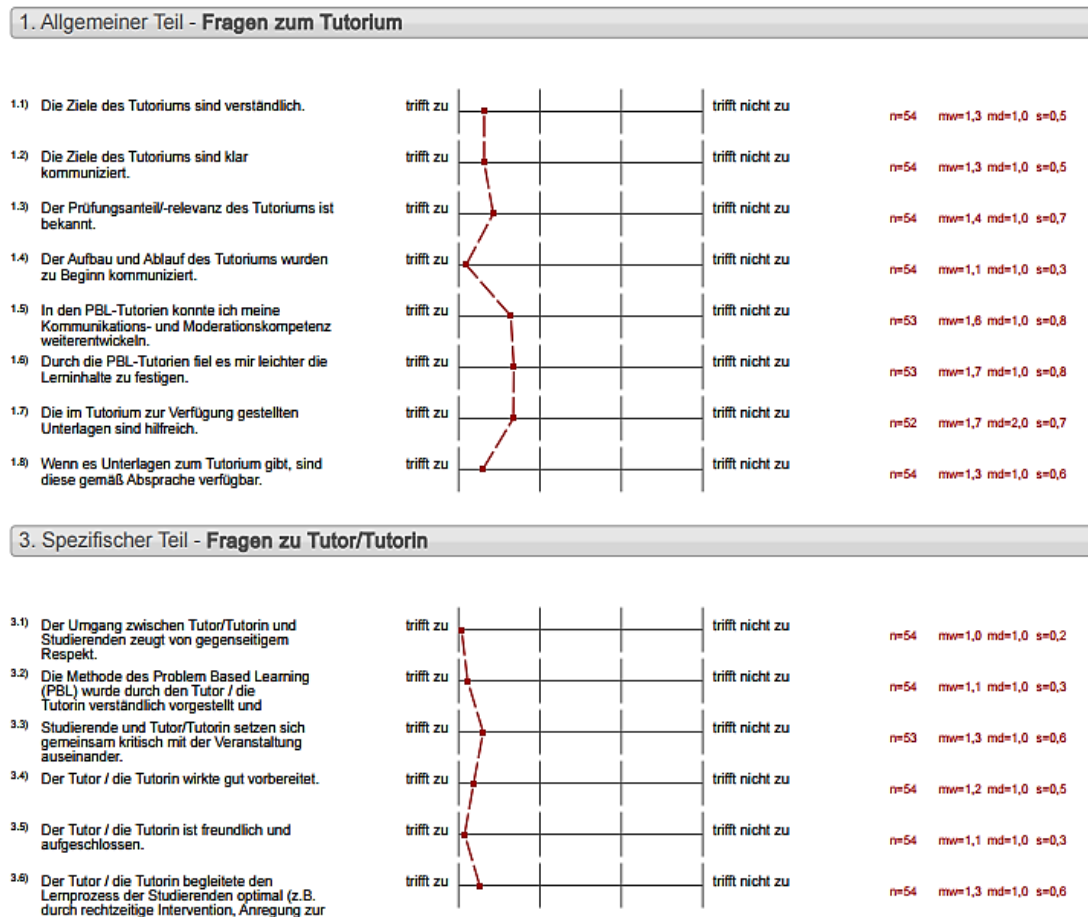 1. Allgemeiner Teil - Fragen zum Tutorium
1.1) Die Ziele des Tutoriums sind verständlich. trifft zu trifft nicht zu n=54 mw=1,3 md=1,0 s=0,5
1.2) Die Ziele des Tutoriums sind klar
kommuniziert. trifft zu trifft nicht zu n=54 mw=1,3 md=1,0 s=0,5
1.3) Der Prüfungsanteil/-relevanz des Tutoriums ist
bekannt. trifft zu trifft nicht zu n=54 mw=1,4 md=1,0 s=0,7
1.4) Der Aufbau und Ablauf des Tutoriums wurden
zu Beginn kommuniziert. trifft zu trifft nicht zu n=54 mw=1,1 md=1,0 s=0,3
1.5) In den PBL-Tutorien konnte ich meine
Kommunikations- und Moderationskompetenz
weiterentwickeln. trifft zu trifft nicht zu n=53 mw=1,6 md=1,0 s=0,8
1.6) Durch die PBL-Tutorien fiel es mir leichter die
Lerninhalte zu festigen. trifft zu trifft nicht zu n=53 mw=1,7 md=1,0 s=0,8
1.7) Die im Tutorium zur Verfügung gestellten
Unterlagen sind hilfreich. trifft zu trifft nicht zu n=52 mw=1,7 md=2,0 s=0,7
1.8) Wenn es Unterlagen zum Tutorium gibt, sind
diese gemäß Absprache verfügbar. trifft zu trifft nicht zu n=54 mw=1,3 md=1,0 s=0,6
3. Spezifischer Teil - Fragen zu Tutor/Tutorin
3.1) Der Umgang zwischen Tutor/Tutorin und
Studierenden zeugt von gegenseitigem
Respekt. trifft zu trifft nicht zu n=54 mw=1,0 md=1,0 s=0,2
3.2) Die Methode des Problem Based Learning
(PBL) wurde durch den Tutor / die
Tutorin verständlich vorgestellt und trifft zu trifft nicht zu n=54 mw=1,1 md=1,0 s=0,3
3.3) Studierende und Tutor/Tutorin setzen sich
gemeinsam kritisch mit der Veranstaltung
auseinander. trifft zu trifft nicht zu n=53 mw=1,3 md=1,0 s=0,6
3.4) Der Tutor / die Tutorin wirkte gut vorbereitet. trifft zu trifft nicht zu n=54 mw=1,2 md=1,0 s=0,5
3.5) Der Tutor / die Tutorin ist freundlich und
aufgeschlossen. trifft zu trifft nicht zu n=54 mw=1,1 md=1,0 s=0,3
3.6) Der Tutor / die Tutorin begleitete den
Lernprozess der Studierenden optimal (z.B.
durch rechtzeitige Intervention, Anregung zur trifft zu trifft nicht zu n=54 mw=1,3 md=1,0 s=0,6